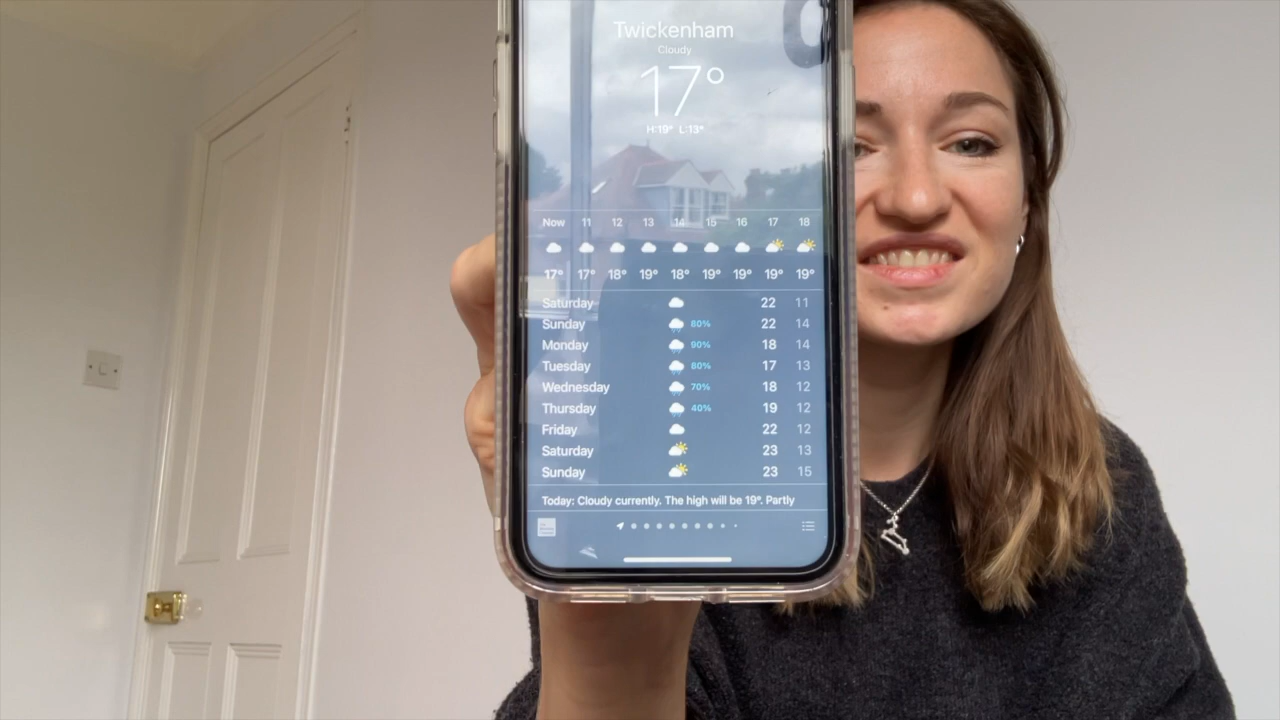 Twickenham
Cloudy
17°
H:19° L:13°
Now 11 12 13 14 15 16 17 18
17° 17° 18° 19° 18° 19° 19° 19° 19°
Saturday 22 11
Sunday 80% 22 14
Monday 90% 18 14
Tuesday 80% 17 13
Wednesday 70% 18 12
Thursday 40% 19 12
Friday 22 12
Saturday 23 13
Sunday 23 15
Today: Cloudy currently. The high will be 19°. Partly